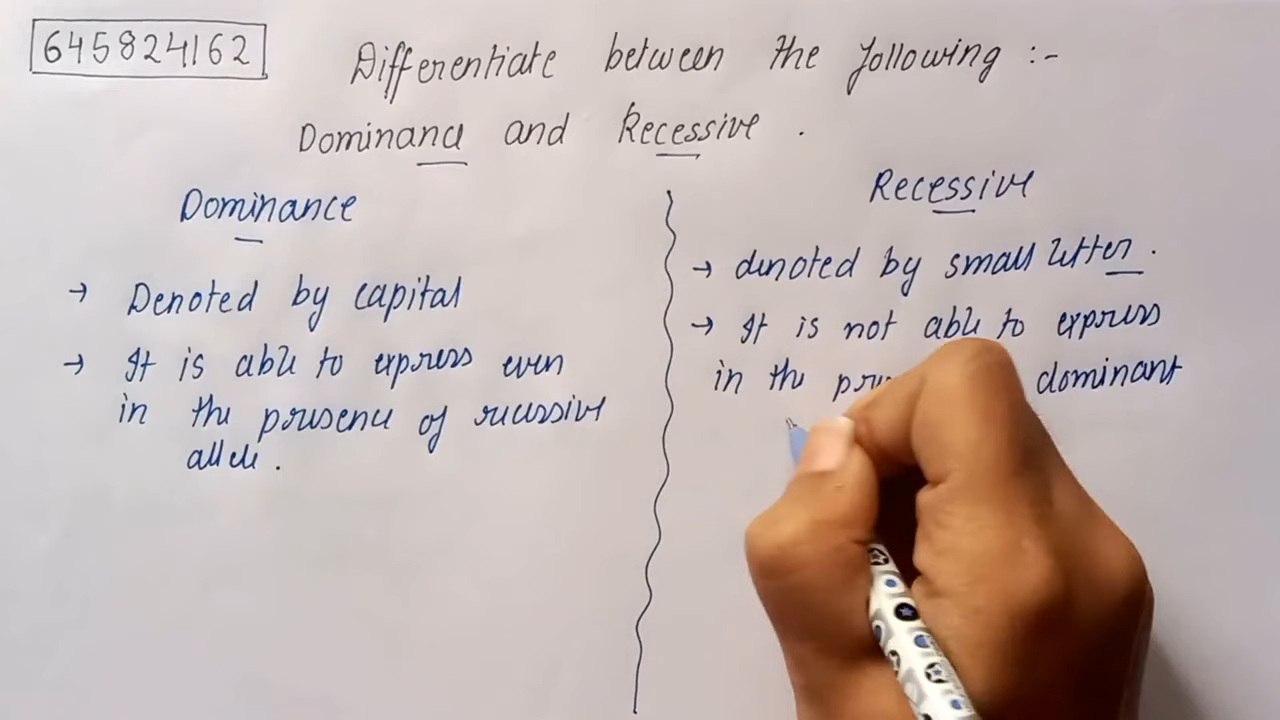 645824162
Differentiate between the following :-
Dominance and Recessive .
Dominance
→ Denoted by capital
→ It is able to express even
in the presence of recessive
allele .
Recessive
→ denoted by small letter .
→ It is not able to express
in the dominant